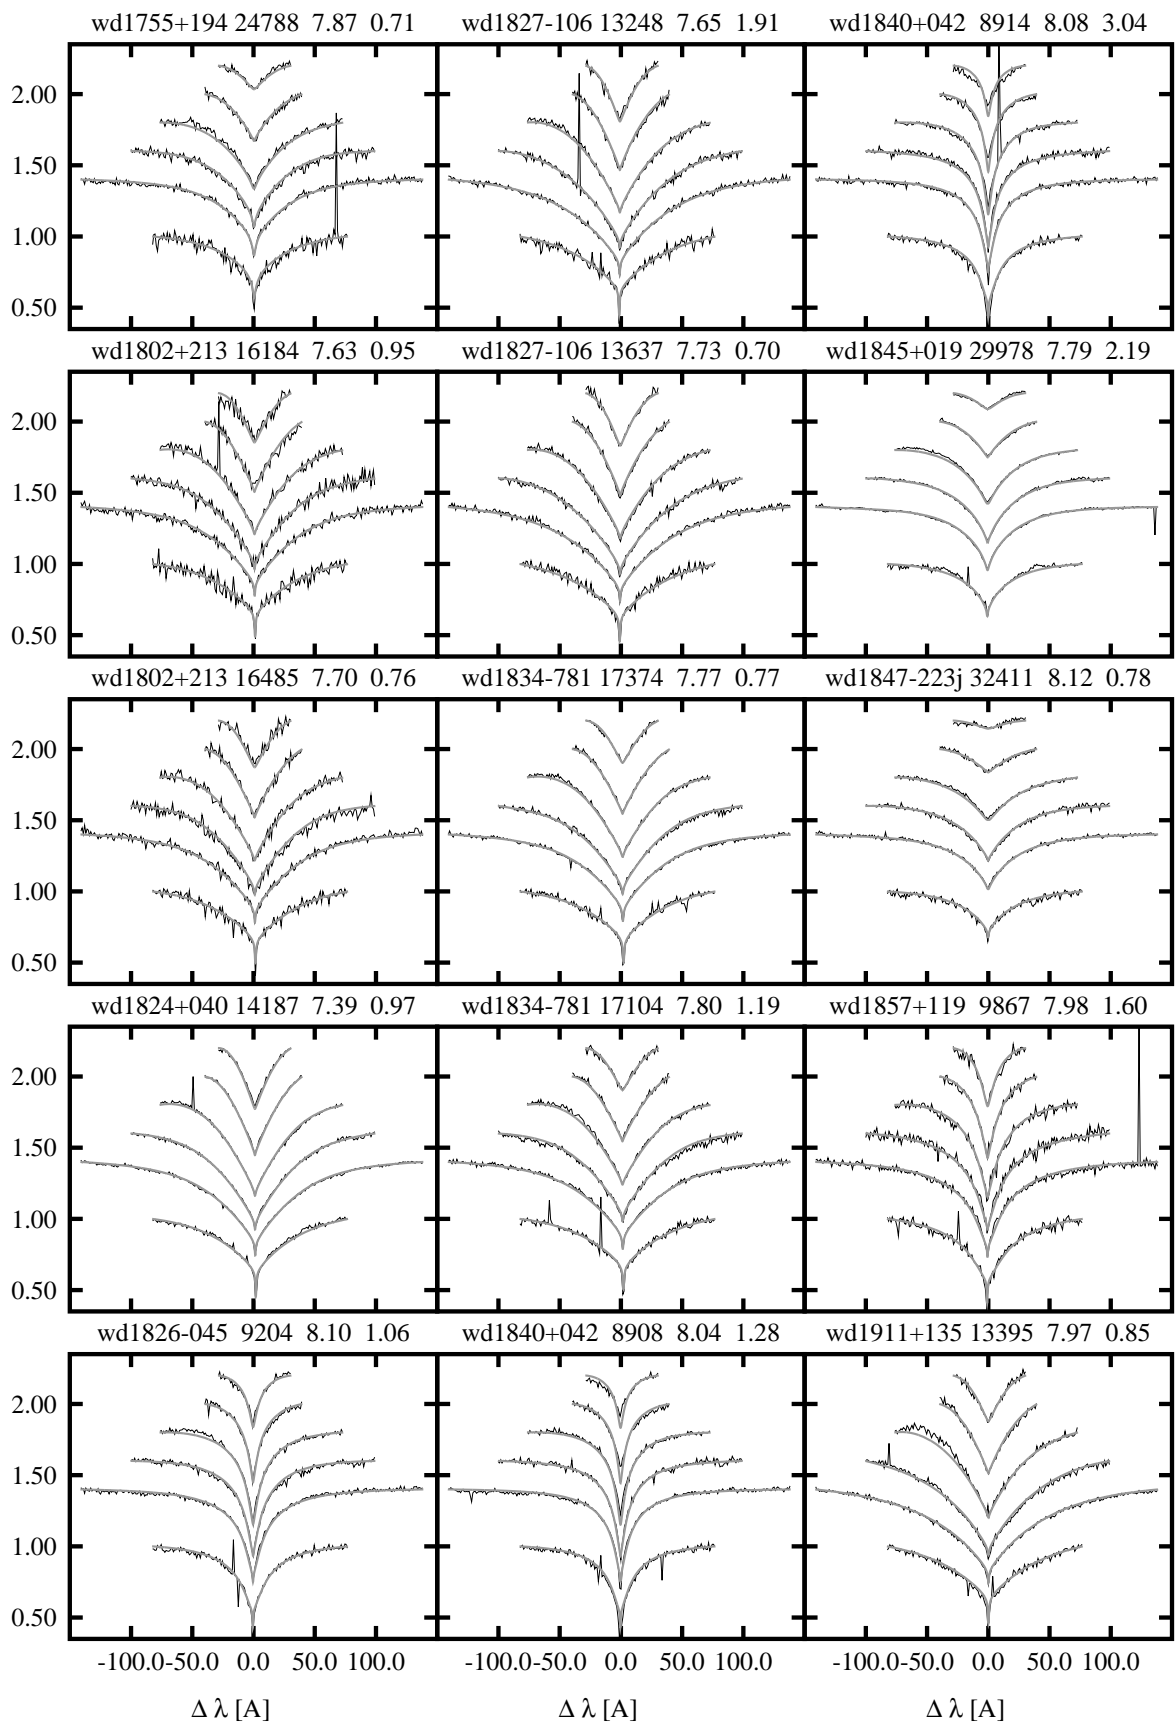 wd1755+194 24788 7.87 0.71
wd1827-106 13248 7.65 1.91
wd1840+042 8914 8.08 3.04
2.00
1.50
1.00
0.50
wd1802+213 16184 7.63 0.95
wd1827-106 13637 7.73 0.70
wd1845+019 29978 7.79 2.19
2.00
1.50
1.00
0.50
wd1802+213 16485 7.70 0.76
wd1834-781 17374 7.77 0.77
wd1847-223j 32411 8.12 0.78
2.00
1.50
1.00
0.50
wd1824+040 14187 7.39 0.97
wd1834-781 17104 7.80 1.19
wd1857+119 9867 7.98 1.60
2.00
1.50
1.00
0.50
wd1826-045 9204 8.10 1.06
wd1840+042 8908 8.04 1.28
wd1911+135 13395 7.97 0.85
2.00
1.50
1.00
0.50
-100.0 -50.0 0.0 50.0 100.0
-100.0 -50.0 0.0 50.0 100.0
-100.0 -50.0 0.0 50.0 100.0
Δ λ [A]
Δ λ [A]
Δ λ [A]